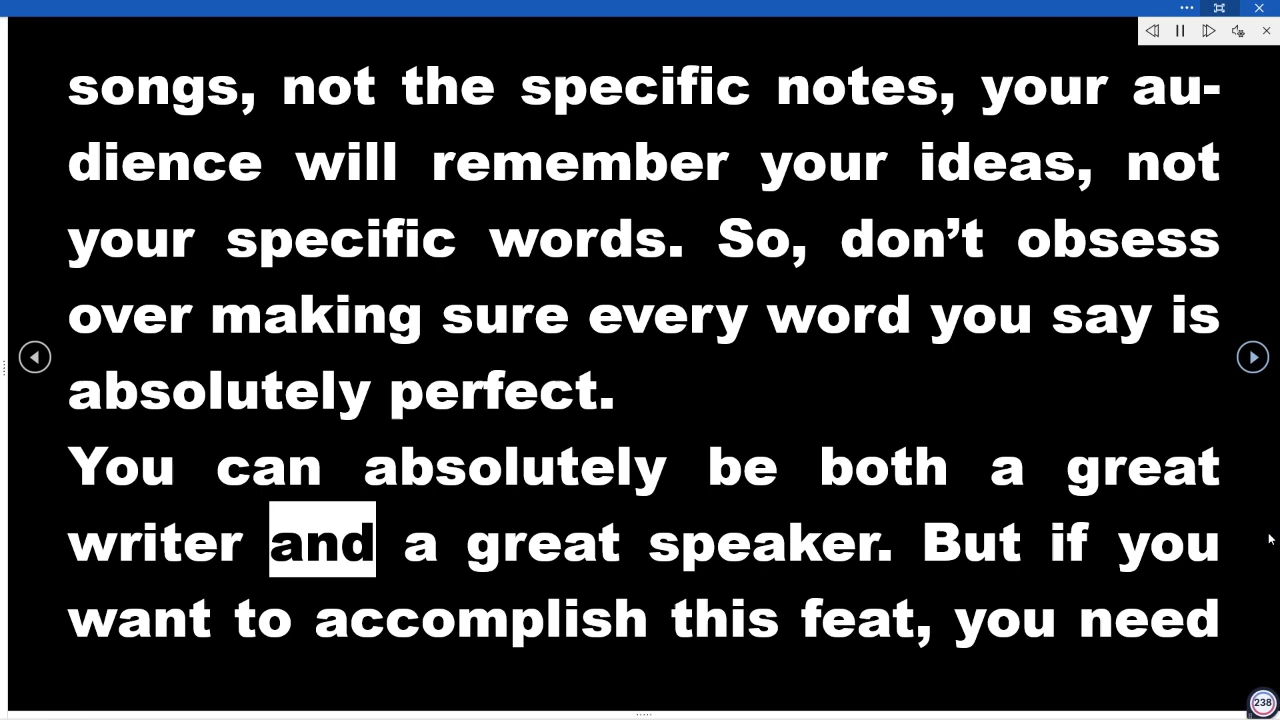 songs, not the specific notes, your au-
dience will remember your ideas, not
your specific words. So, don’t obsess
over making sure every word you say is
absolutely perfect.
You can absolutely be both a great
writer and a great speaker. But if you
want to accomplish this feat, you need
238